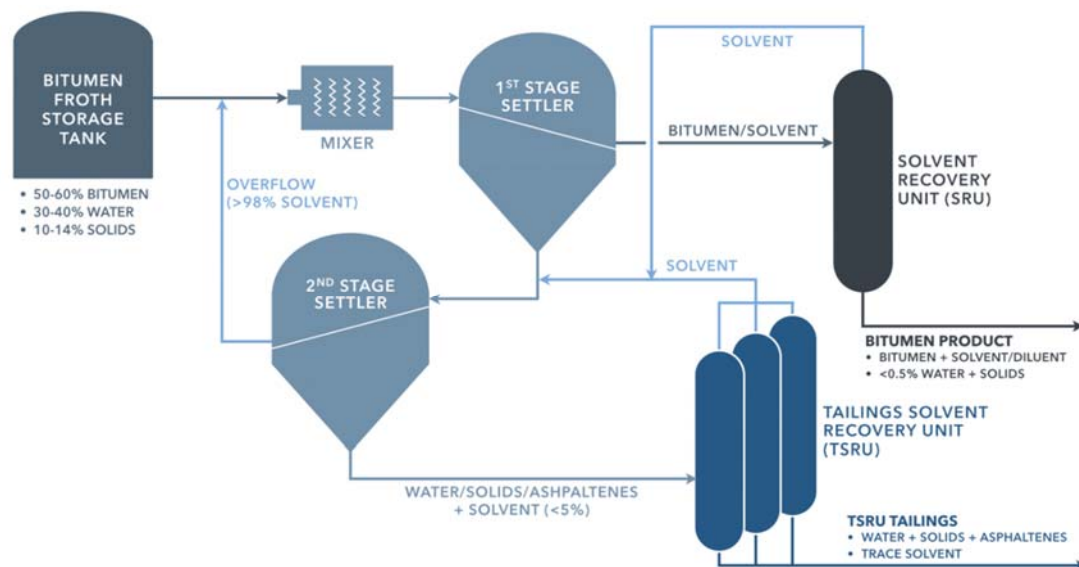 BITUMEN
FROTH
STORAGE
TANK
• 50-60% BITUMEN
• 30-40% WATER
• 10-14% SOLIDS
MIXER
1ST STAGE
SETTLER
SOLVENT
BITUMEN/SOLVENT
SOLVENT
RECOVERY
UNIT (SRU)
OVERFLOW
(>98% SOLVENT)
2ND STAGE
SETTLER
SOLVENT
BITUMEN PRODUCT
• BITUMEN + SOLVENT/DILUENT
• <0.5% WATER + SOLIDS
TAILINGS SOLVENT
RECOVERY UNIT
(TSRU)
WATER/SOLIDS/ASHPALTENES
+ SOLVENT (<5%)
TSRU TAILINGS
• WATER + SOLIDS + ASPHALTENES
• TRACE SOLVENT